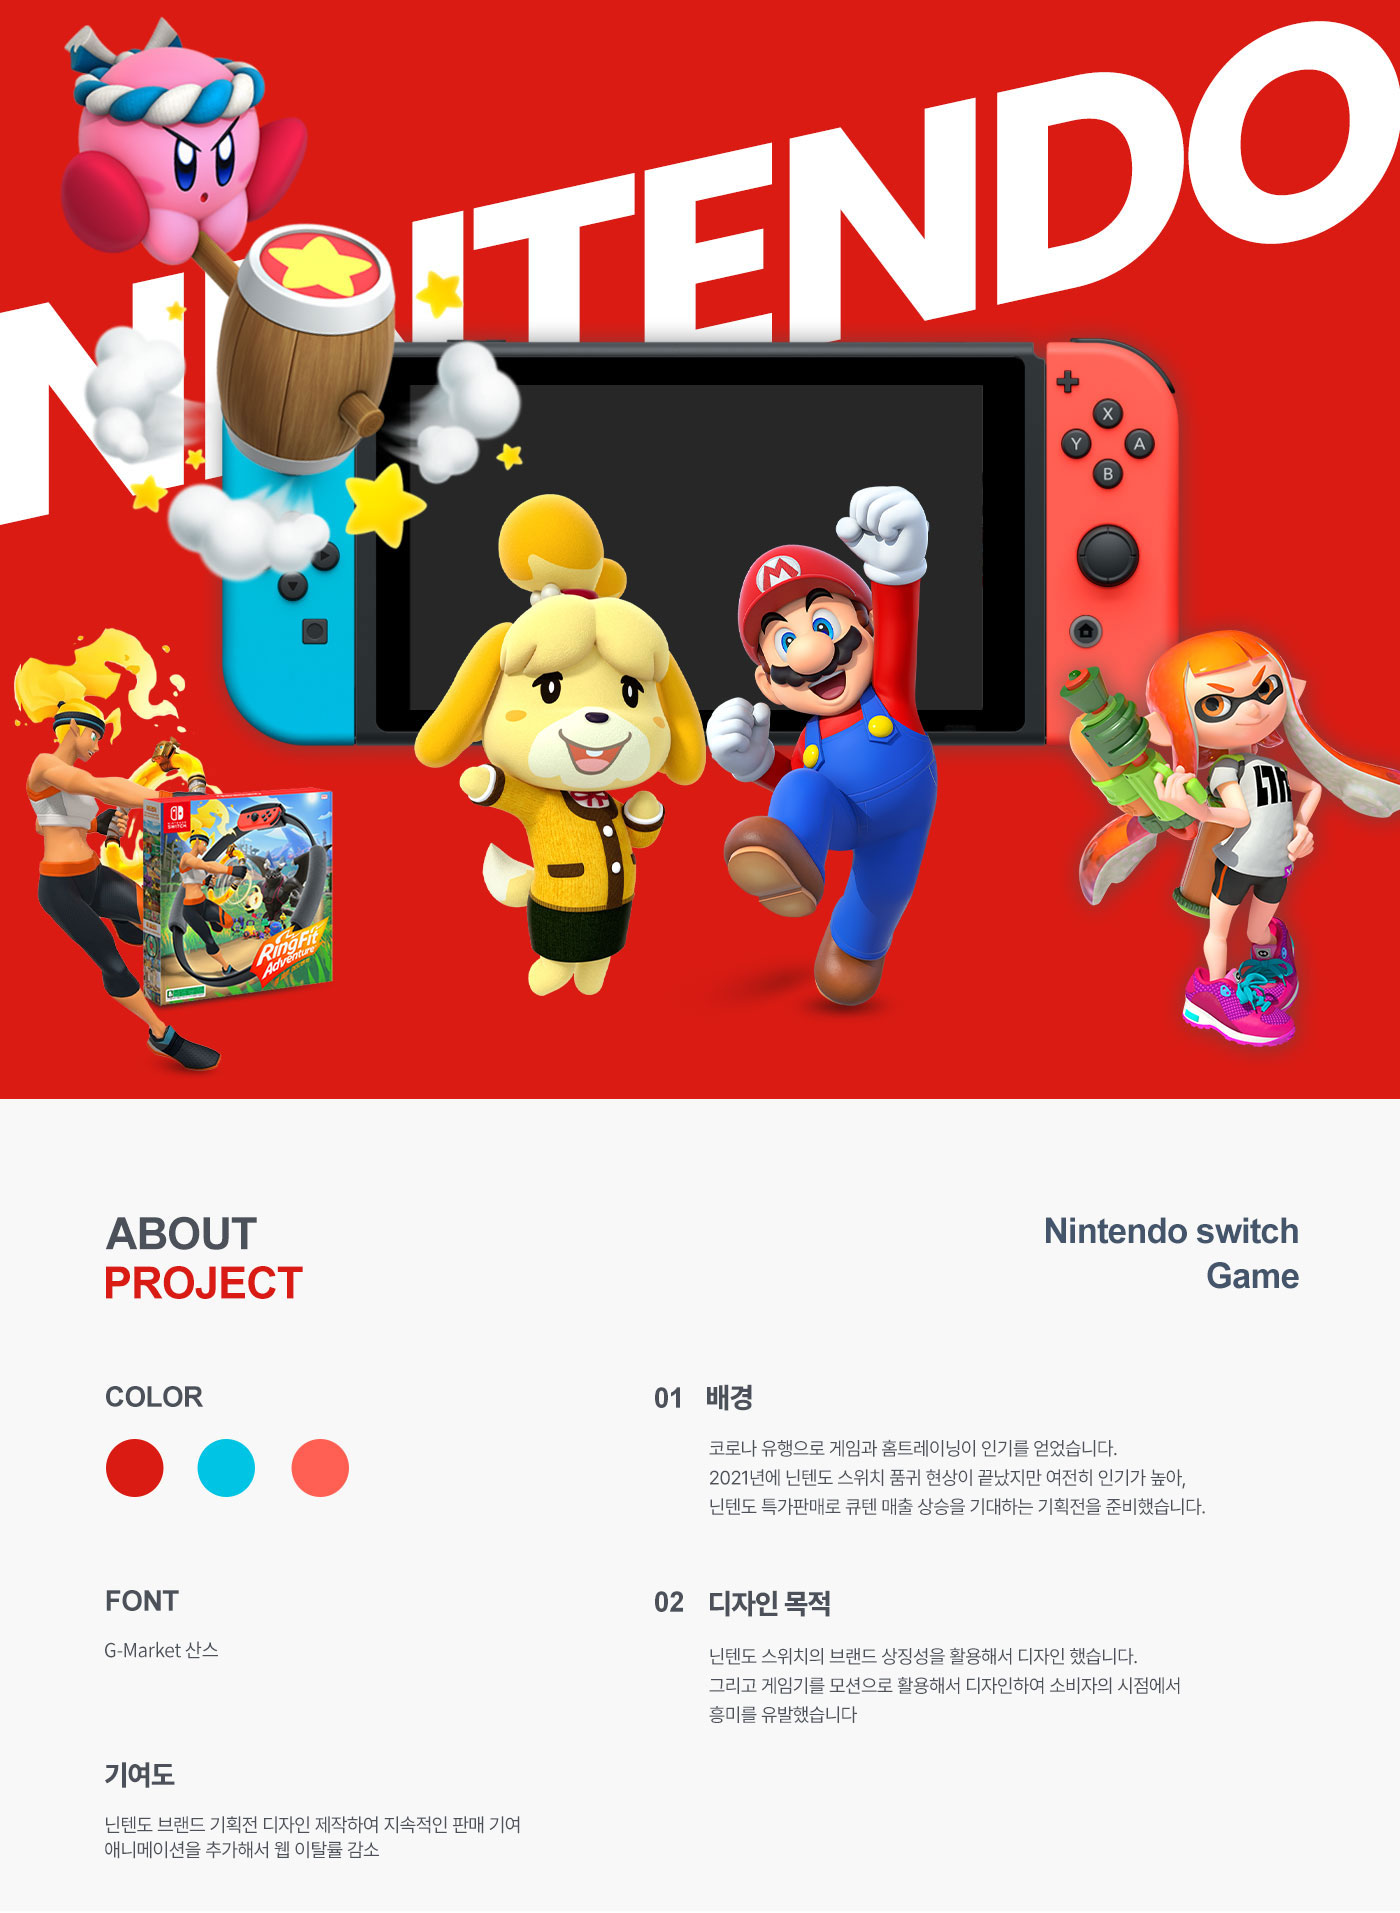 NINTENDO
X
Y
A
B
M
NINTENDO
SWITCH
Ring Fit
Adventure
ABOUT
PROJECT
Nintendo switch
Game
COLOR
01 배경
코로나 유행으로 게임과 홈트레이닝이 인기를 얻었습니다.
2021년에 닌텐도 스위치 품귀 현상이 끝났지만 여전히 인기가 높아,
닌텐도 특가판매로 큐텐 매출 상승을 기대하는 기획전을 준비했습니다.
FONT
G-Market 산스
02 디자인 목적
닌텐도 스위치의 브랜드 상징성을 활용해서 디자인 했습니다.
그리고 게임기를 모션으로 활용해서 디자인하여 소비자의 시점에서
흥미를 유발했습니다
기여도
닌텐도 브랜드 기획전 디자인 제작하여 지속적인 판매 기여
애니메이션을 추가해서 웹 이탈률 감소